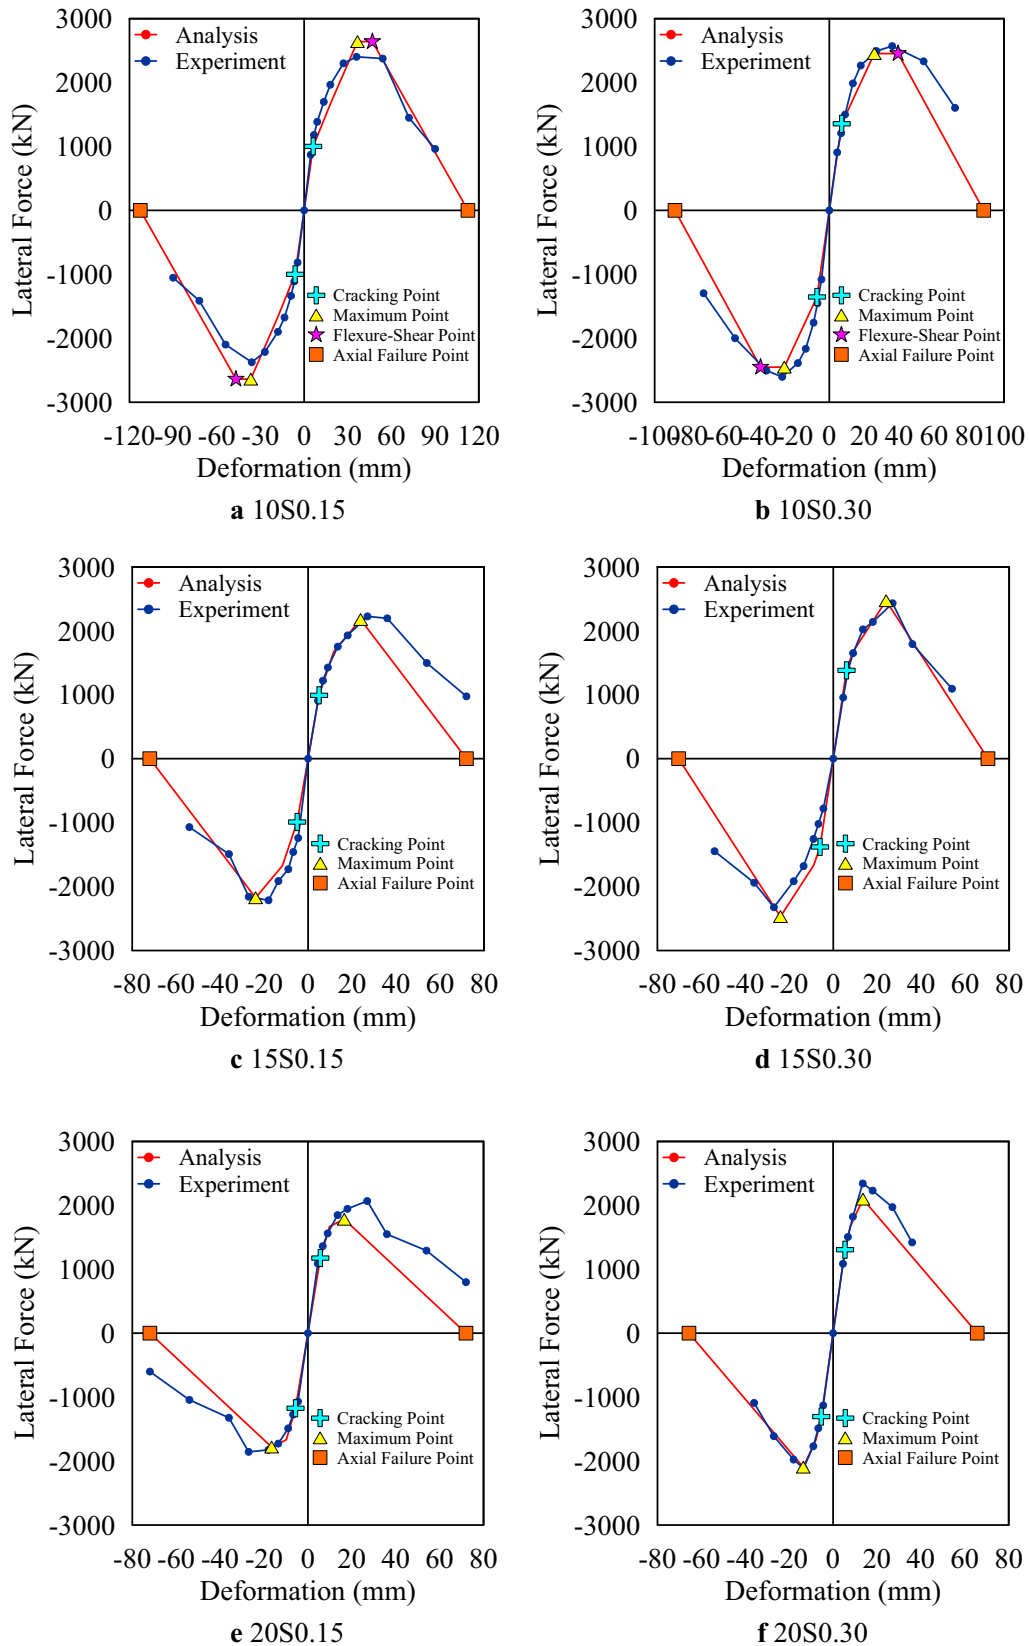 3000
2000
1000
0
-1000
-2000
-3000
Lateral Force (kN)
Analysis
Experiment
Cracking Point
Maximum Point
Flexure-Shear Point
Axial Failure Point
-120 -90 -60 -30 0 30 60 90 120
Deformation (mm)
a 10S0.15
3000
2000
1000
0
-1000
-2000
-3000
Lateral Force (kN)
Analysis
Experiment
Cracking Point
Maximum Point
Flexure-Shear Point
Axial Failure Point
-100 -80 -60 -40 -20 0 20 40 60 80 100
Deformation (mm)
b 10S0.30
3000
2000
1000
0
-1000
-2000
-3000
Lateral Force (kN)
Analysis
Experiment
Cracking Point
Maximum Point
Axial Failure Point
-80 -60 -40 -20 0 20 40 60 80
Deformation (mm)
c 15S0.15
3000
2000
1000
0
-1000
-2000
-3000
Lateral Force (kN)
Analysis
Experiment
Cracking Point
Maximum Point
Axial Failure Point
-80 -60 -40 -20 0 20 40 60 80
Deformation (mm)
d 15S0.30
3000
2000
1000
0
-1000
-2000
-3000
Lateral Force (kN)
Analysis
Experiment
Cracking Point
Maximum Point
Axial Failure Point
-80 -60 -40 -20 0 20 40 60 80
Deformation (mm)
e 20S0.15
3000
2000
1000
0
-1000
-2000
-3000
Lateral Force (kN)
Analysis
Experiment
Cracking Point
Maximum Point
Axial Failure Point
-80 -60 -40 -20 0 20 40 60 80
Deformation (mm)
f 20S0.30